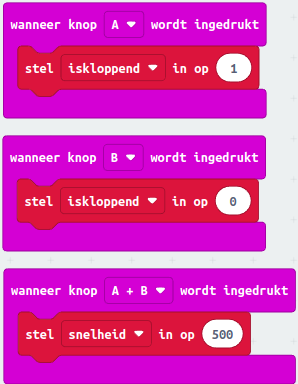 wanneer knop A wordt ingedrukt
stel iskloppend in op 1
wanneer knop B wordt ingedrukt
stel iskloppend in op 0
wanneer knop A + B wordt ingedrukt
stel snelheid in op 500